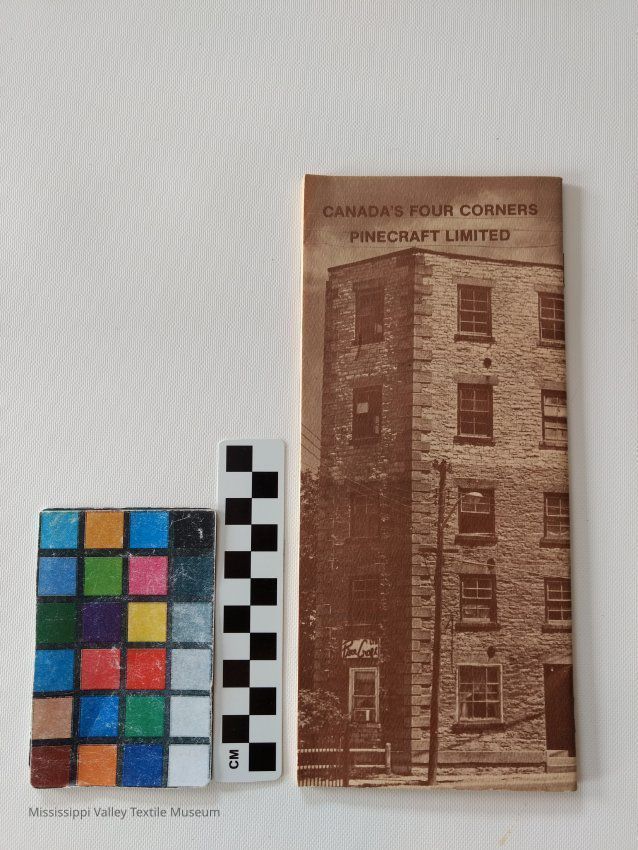 CANADA'S FOUR CORNERS
PINECRAFT LIMITED
CM
Mississippi Valley Textile Museum